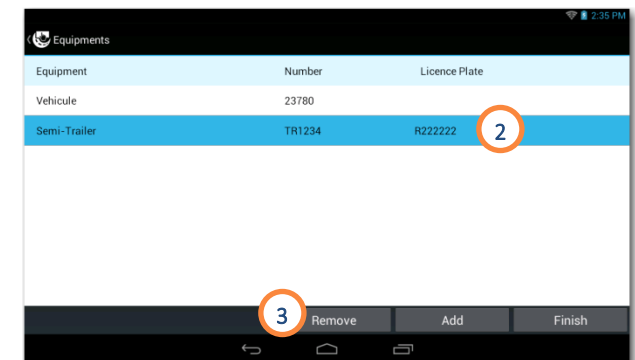 2:35 PM
Equipments
Equipment Number Licence Plate
Vehicule 23780
Semi-Trailer TR1234 R222222 2
3 Remove Add Finish